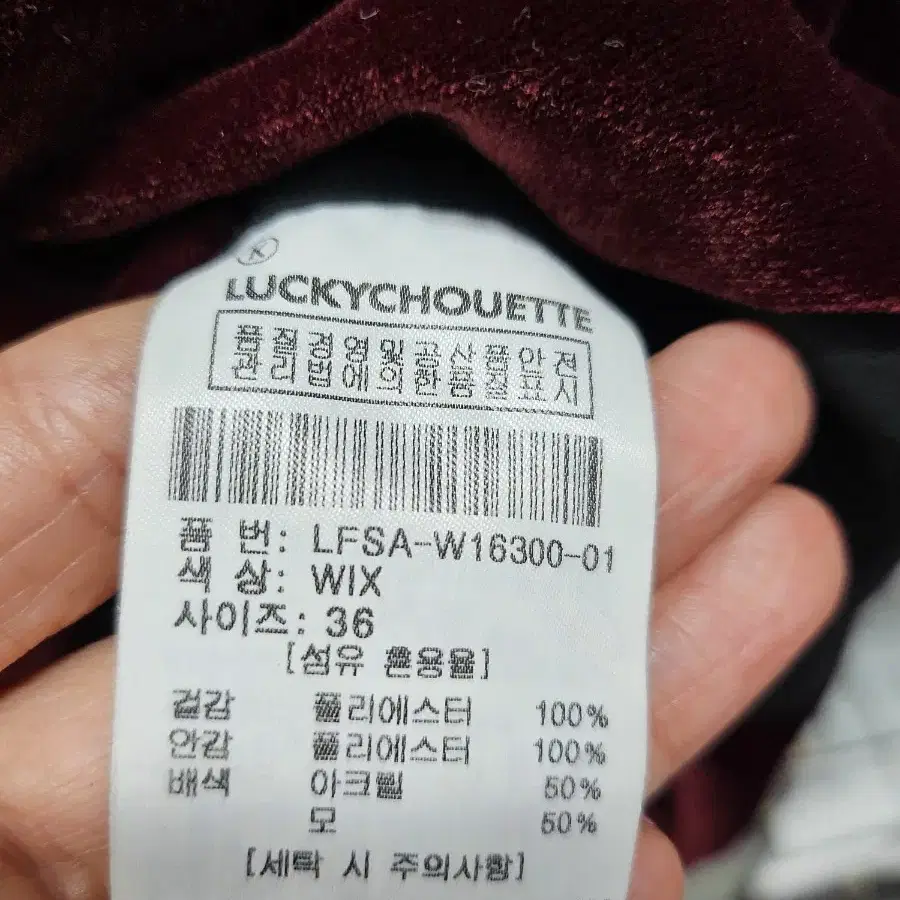 LUCKYCHOUETTE
품질경영및공산품안전
관리법에의한품질표시
품 번: LFSA-W16300-01
색 상: WIX
사이즈: 36
[섬유 혼용율]
겉감 폴리에스터 100%
안감 폴리에스터 100%
배색 아크릴 50%
모 50%
[세탁 시 주의사항]